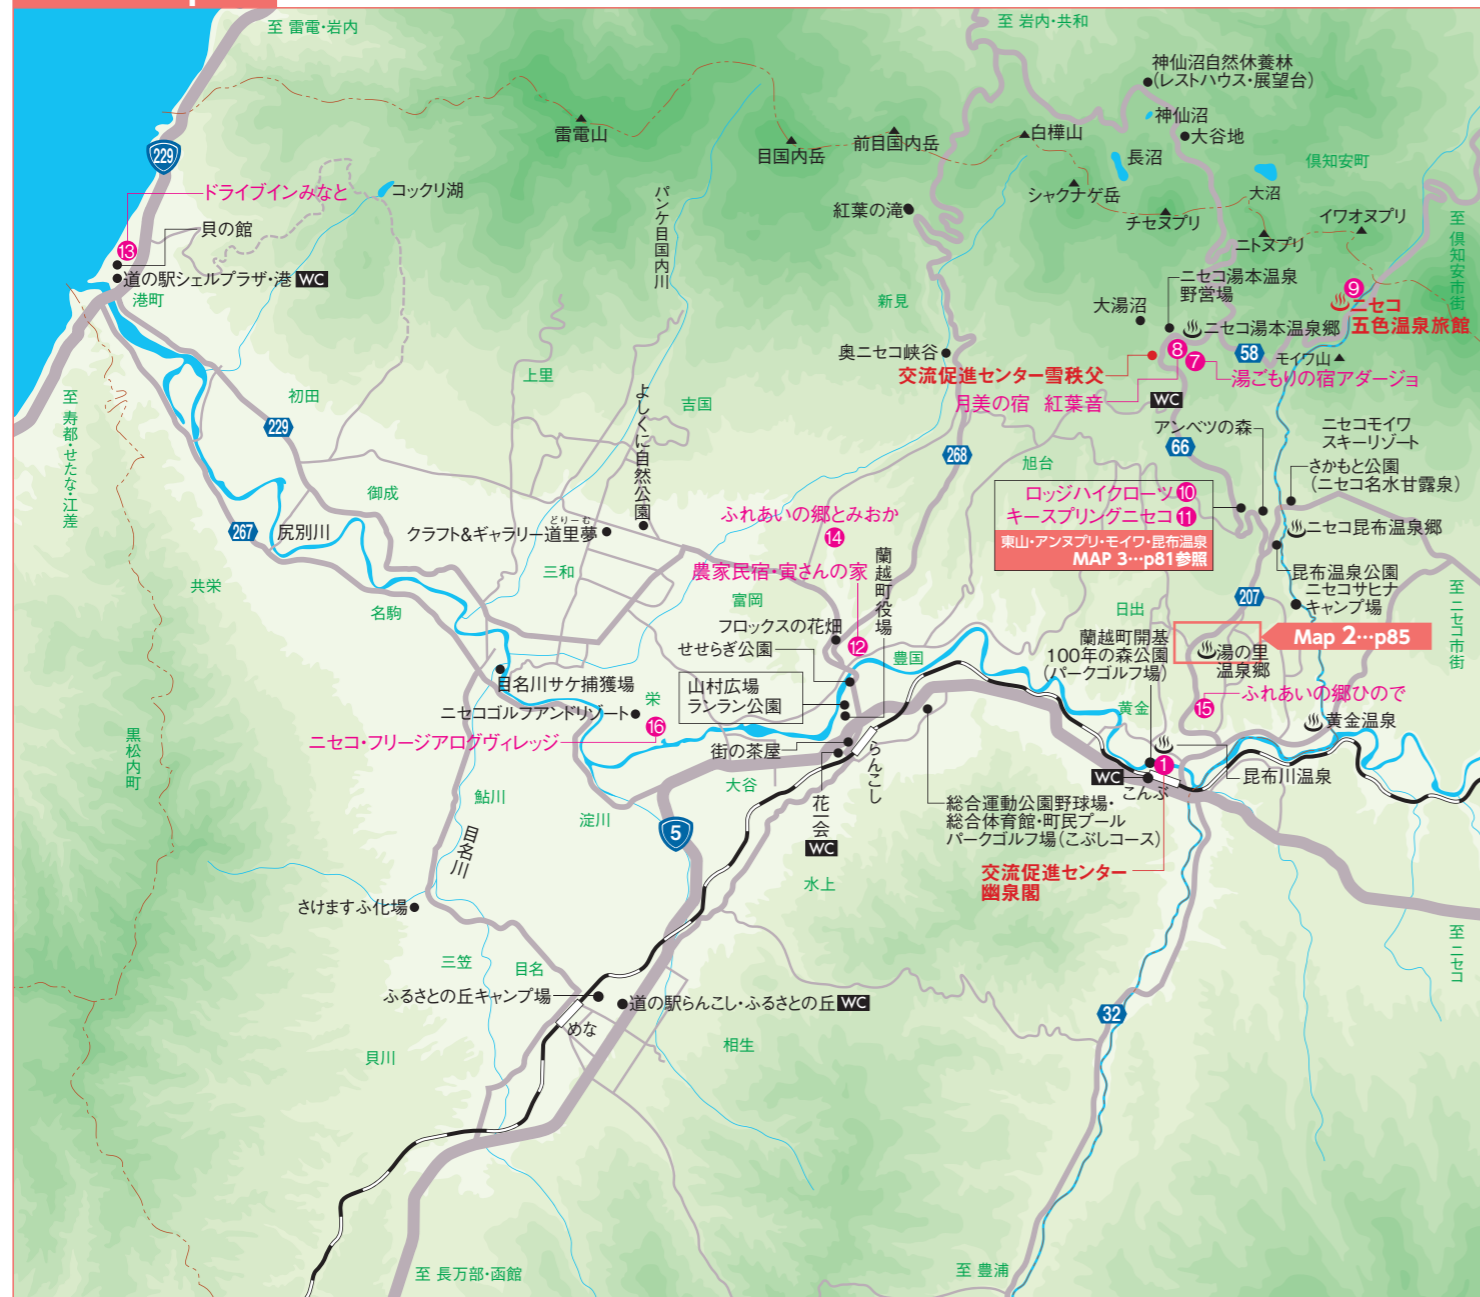 至 雷電・岩内
至 岩内・共和
神仙沼自然休養林
(レストハウス・展望台)
神仙沼
大谷地
雷電山
目国内岳
前目国内岳
白樺山
長沼
倶知安町
シャクナゲ岳
大沼
チセヌプリ
イワオヌプリ
ニトヌプリ
至 倶知安市街
229
ドライブインみなと
コックリ湖
パンケ目国内川
紅葉の滝
貝の館
13
道の駅シェルプラザ・港 WC
港町
新見
大湯沼
ニセコ湯本温泉
野営場
ニセコ湯本温泉郷
9
ニセコ
五色温泉旅館
奥ニセコ峡谷
交流促進センター雪秩父
8
7
58
モイワ山
湯ごもりの宿アダージョ
月美の宿 紅葉音
WC
至 寿都・せたな・江差
初田
229
上里
よしくに自然公園
吉国
アンベツの森
66
ニセコモイワ
スキーリゾート
さかもと公園
(ニセコ名水甘露泉)
268
旭台
ロッジハイクローツ 10
キースプリングニセコ 11
東山・アンヌプリ・モイワ・昆布温泉
MAP 3…p81参照
ニセコ昆布温泉郷
昆布温泉公園
ニセコサヒナ
キャンプ場
至 ニセコ市街
御成
267
尻別川
どりーむ
クラフト&ギャラリー道里夢
ふれあいの郷とみおか
14
農家民宿・寅さんの家
蘭越町役場
三和
富岡
共栄
名駒
フロックスの花畑
12
せせらぎ公園
豊国
日出
207
蘭越町開基
100年の森公園
(パークゴルフ場)
湯の里
温泉郷
Map 2…p85
目名川サケ捕獲場
山村広場
ランラン公園
栄
ニセコゴルフアンドリゾート
16
ニセコ・フリージアログヴィレッジ
街の茶屋
らんこし
黄金
15
ふれあいの郷ひので
黄金温泉
1
WC
こんぶ
昆布川温泉
黒松内町
鮎川
目名川
淀川
5
大谷
花一会
WC
総合運動公園野球場・
総合体育館・町民プール
パークゴルフ場(こぶしコース)
交流促進センター
幽泉閣
水上
さけますふ化場
至 ニセコ
三笠
目名
ふるさとの丘キャンプ場
道の駅らんこし・ふるさとの丘 WC
めな
32
貝川
相生
至 長万部・函館
至 豊浦